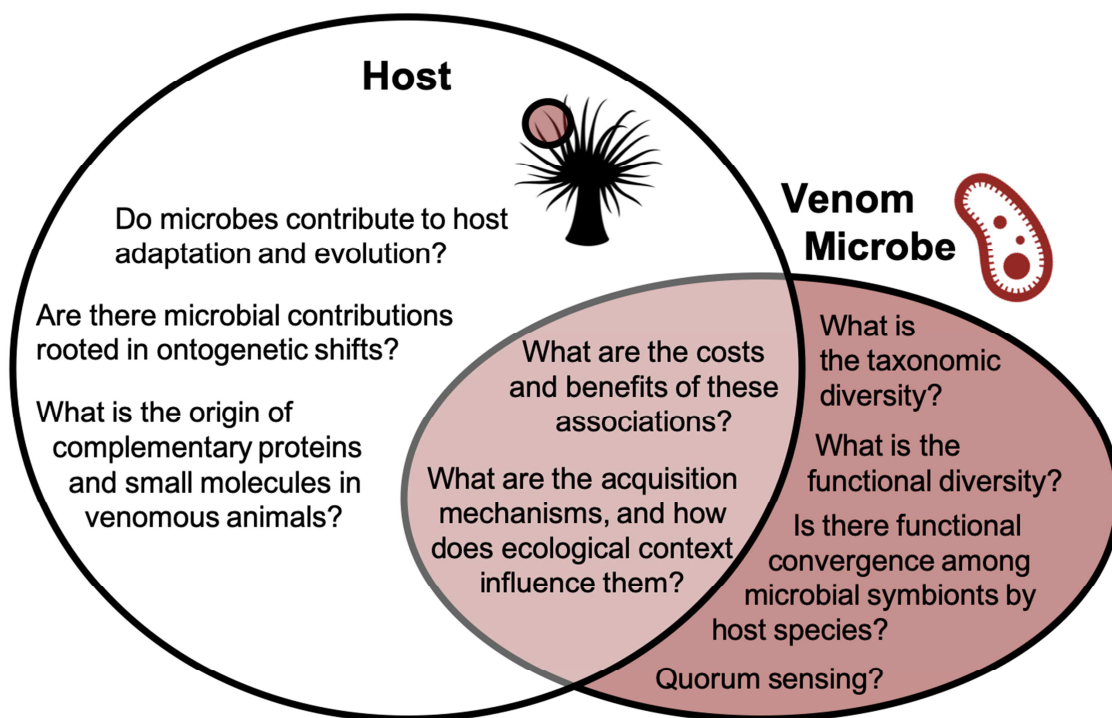 Host
Do microbes contribute to host
adaptation and evolution?
Are there microbial contributions
rooted in ontogenetic shifts?
What is the origin of
complementary proteins
and small molecules in
venomous animals?
What are the costs
and benefits of these
associations?
What are the acquisition
mechanisms, and how
does ecological context
influence them?
Venom
Microbe
What is
the taxonomic
diversity?
What is the
functional diversity?
Is there functional
convergence among
microbial symbionts by
host species?
Quorum sensing?